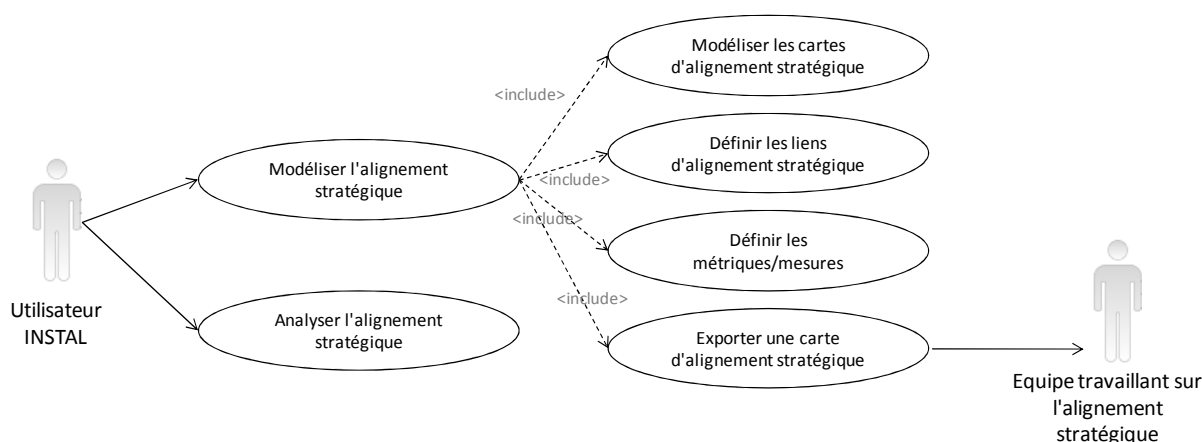 Modéliser les cartes
d'alignement stratégique
<include>
Définir les liens
d'alignement stratégique
Modéliser l'alignement
stratégique
<include>
<include>
Définir les
métriques/mesures
Utilisateur
INSTAL
<include>
Analyser l'alignement
stratégique
Exporter une carte
d'alignement stratégique
Equipe travaillant sur
l'alignement
stratégique